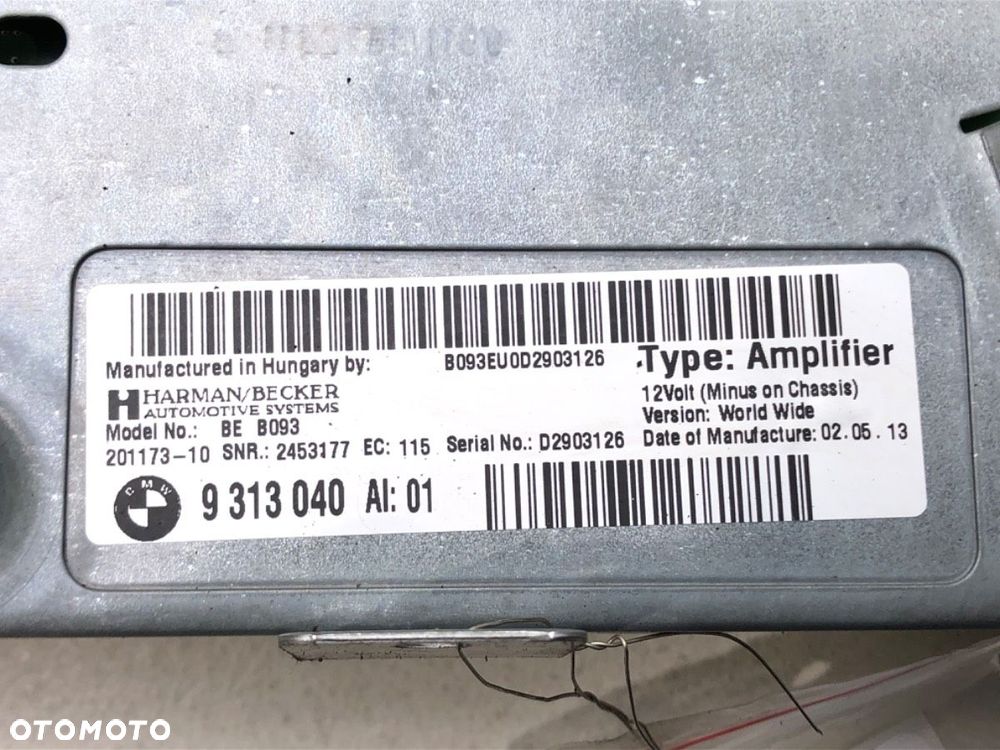 Manufactured in Hungary by:
B093EU0D2903126
Type: Amplifier
HARMAN/BECKER
AUTOMOTIVE SYSTEMS
12Volt (Minus on Chassis)
Version: World Wide
Model No.: BE B093
201173-10 SNR.: 2453177 EC: 115 Serial No.: D2903126 Date of Manufacture: 02.05.13
BMW
9 313 040 AI: 01
OTOMOTO